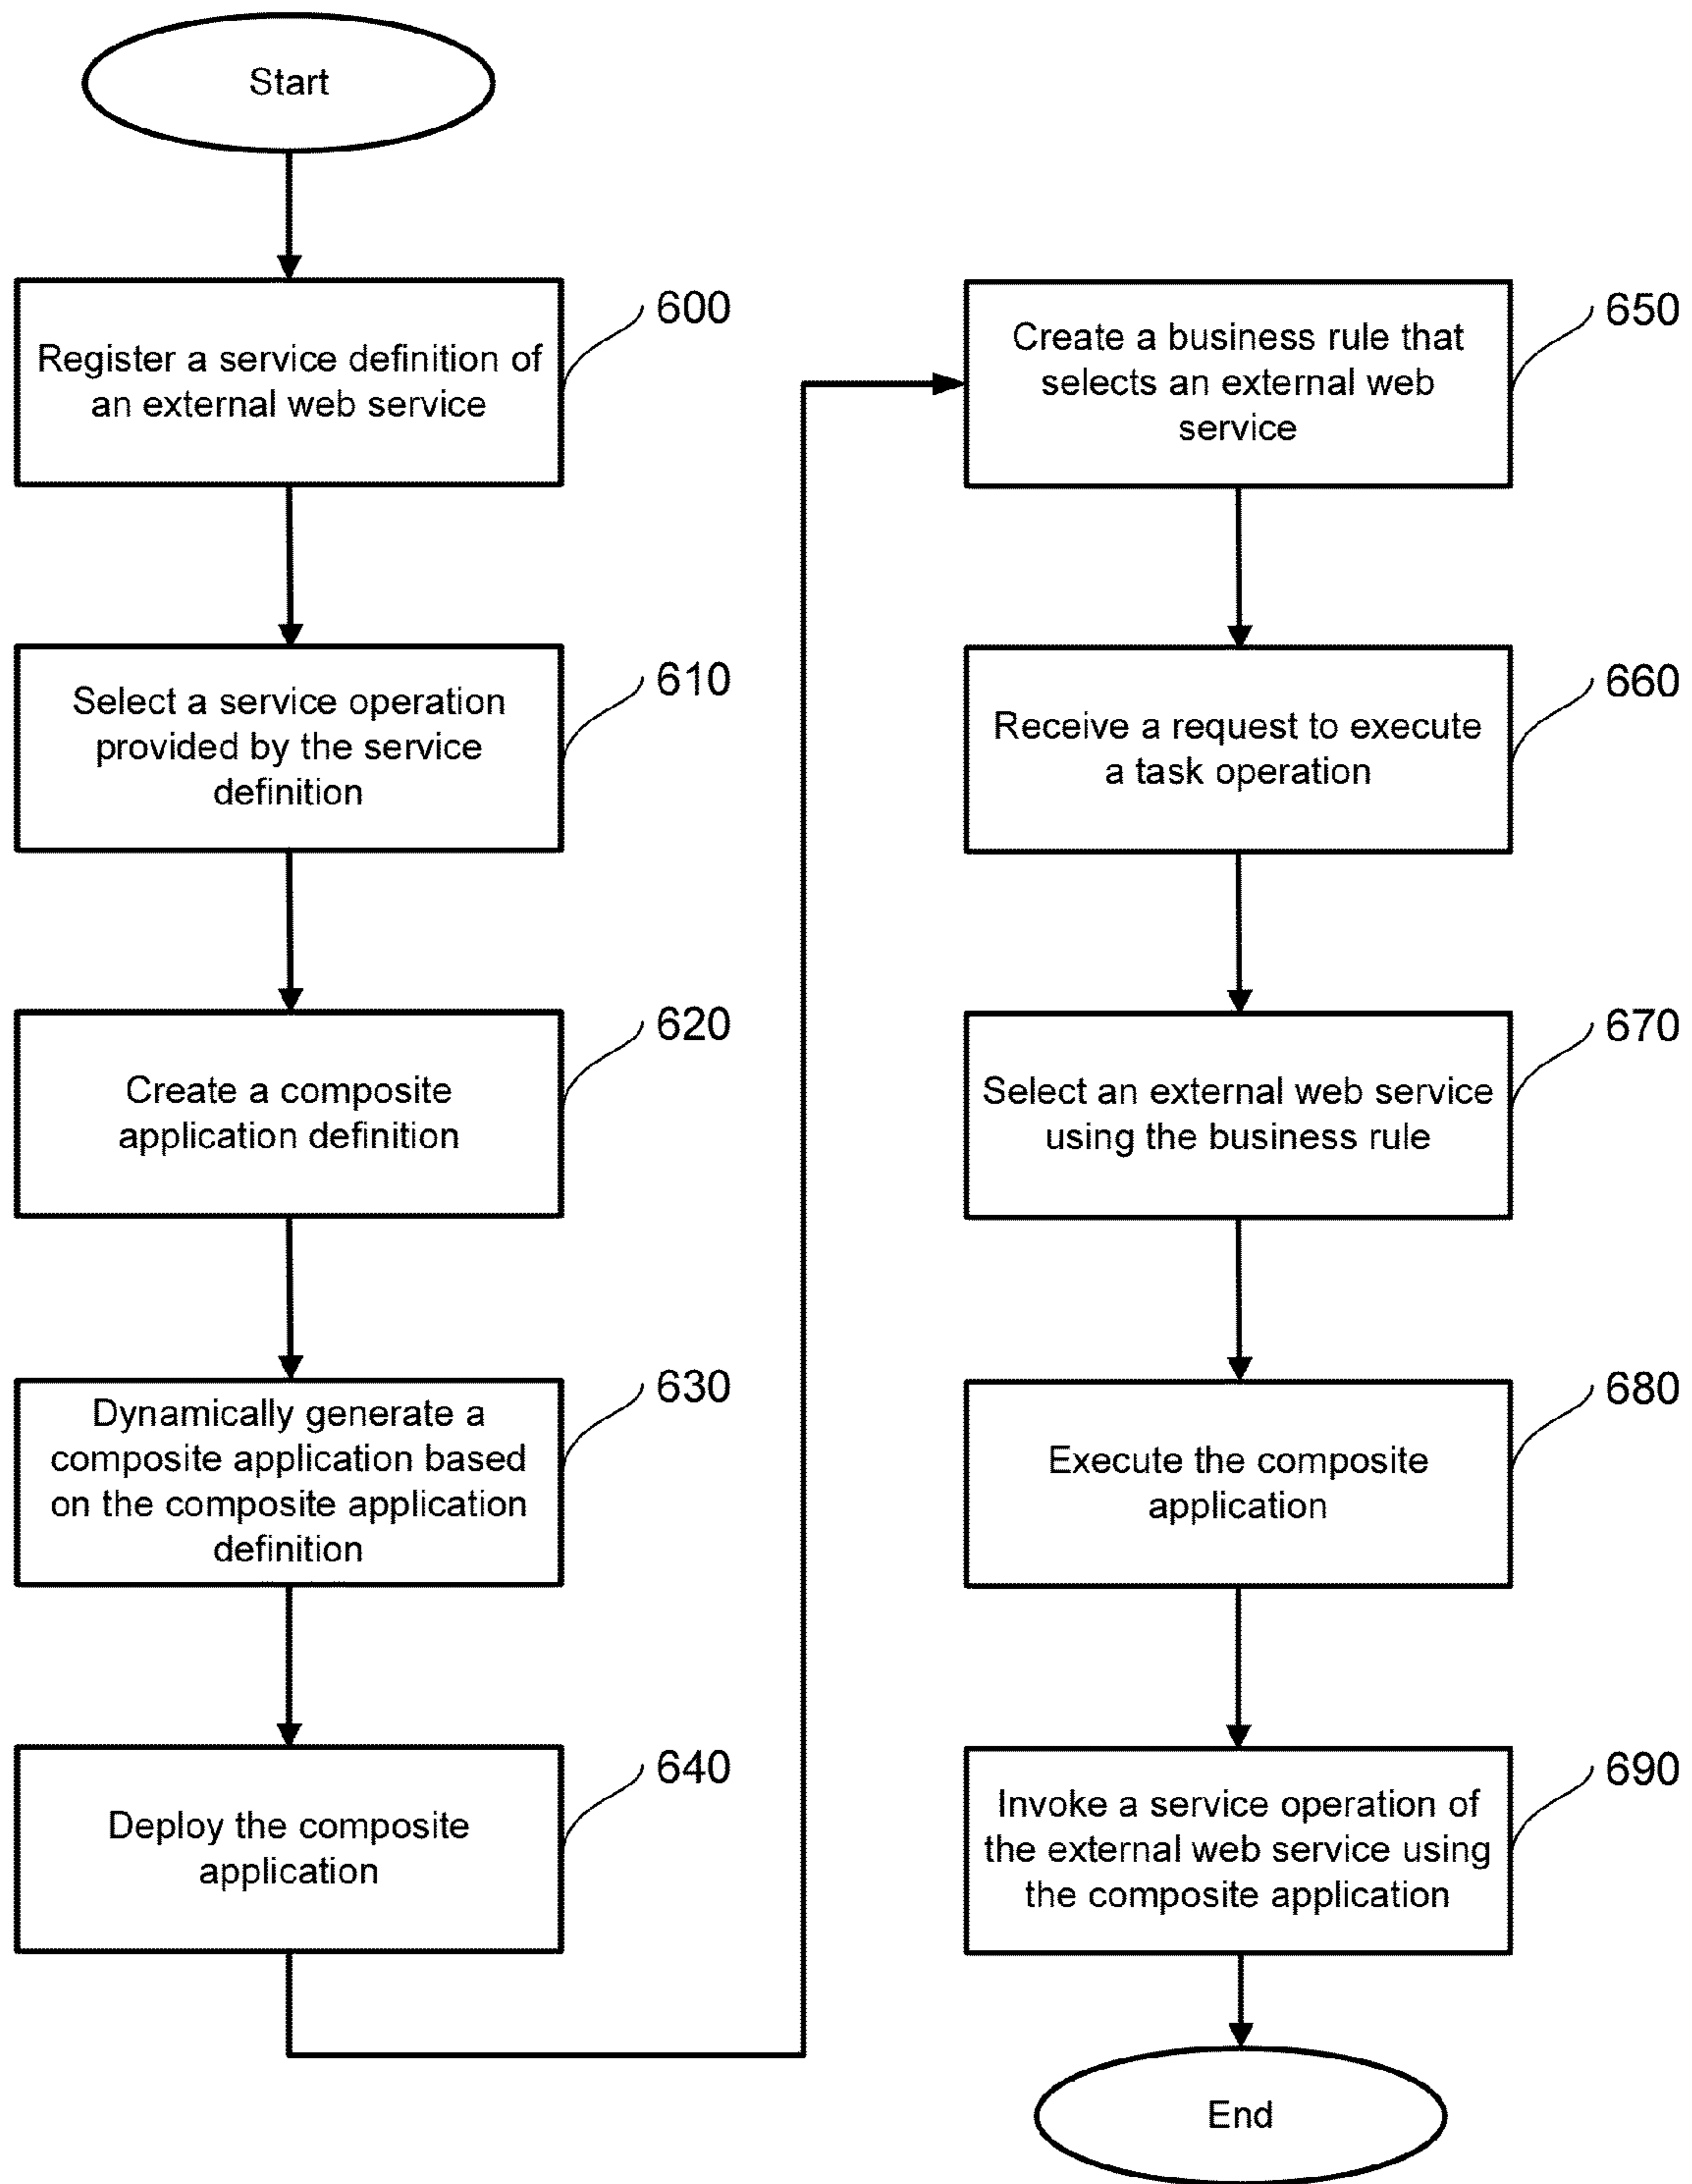 Start
600
Register a service definition of
an external web service
610
Select a service operation
provided by the service
definition
620
Create a composite
application definition
630
Dynamically generate a
composite application based
on the composite application
definition
640
Deploy the composite
application
650
Create a business rule that
selects an external web
service
660
Receive a request to execute
a task operation
670
Select an external web service
using the business rule
680
Execute the composite
application
690
Invoke a service operation of
the external web service using
the composite application
End